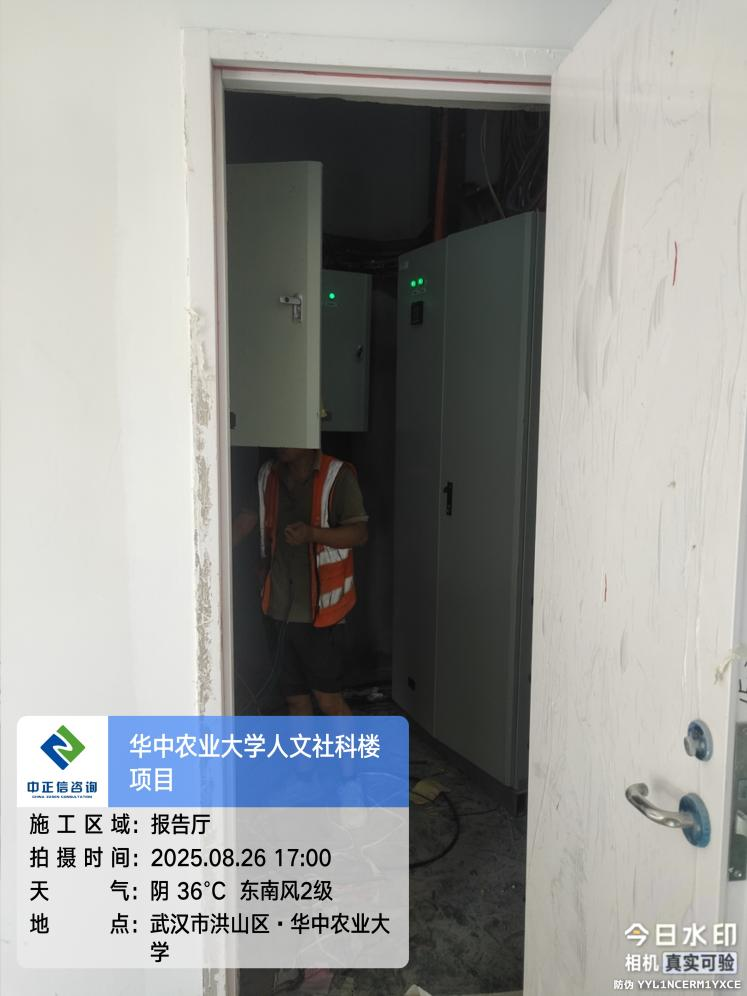 华中农业大学人文社科楼
项目
中正信咨询
施工区域：报告厅
拍摄时间：2025.08.26 17:00
天气：阴 36°C 东南风2级
地点：武汉市洪山区·华中农业大
学
今日水印
相机 真实可验
防伪 YYL1NCERM1YXCE